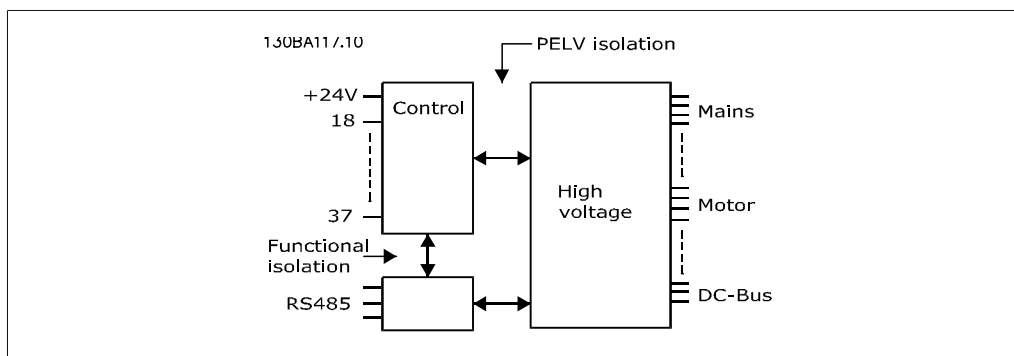 130BA117.10
PELV isolation
+24V
18
37
Control
High
voltage
Mains
Motor
DC-Bus
Functional
isolation
RS485